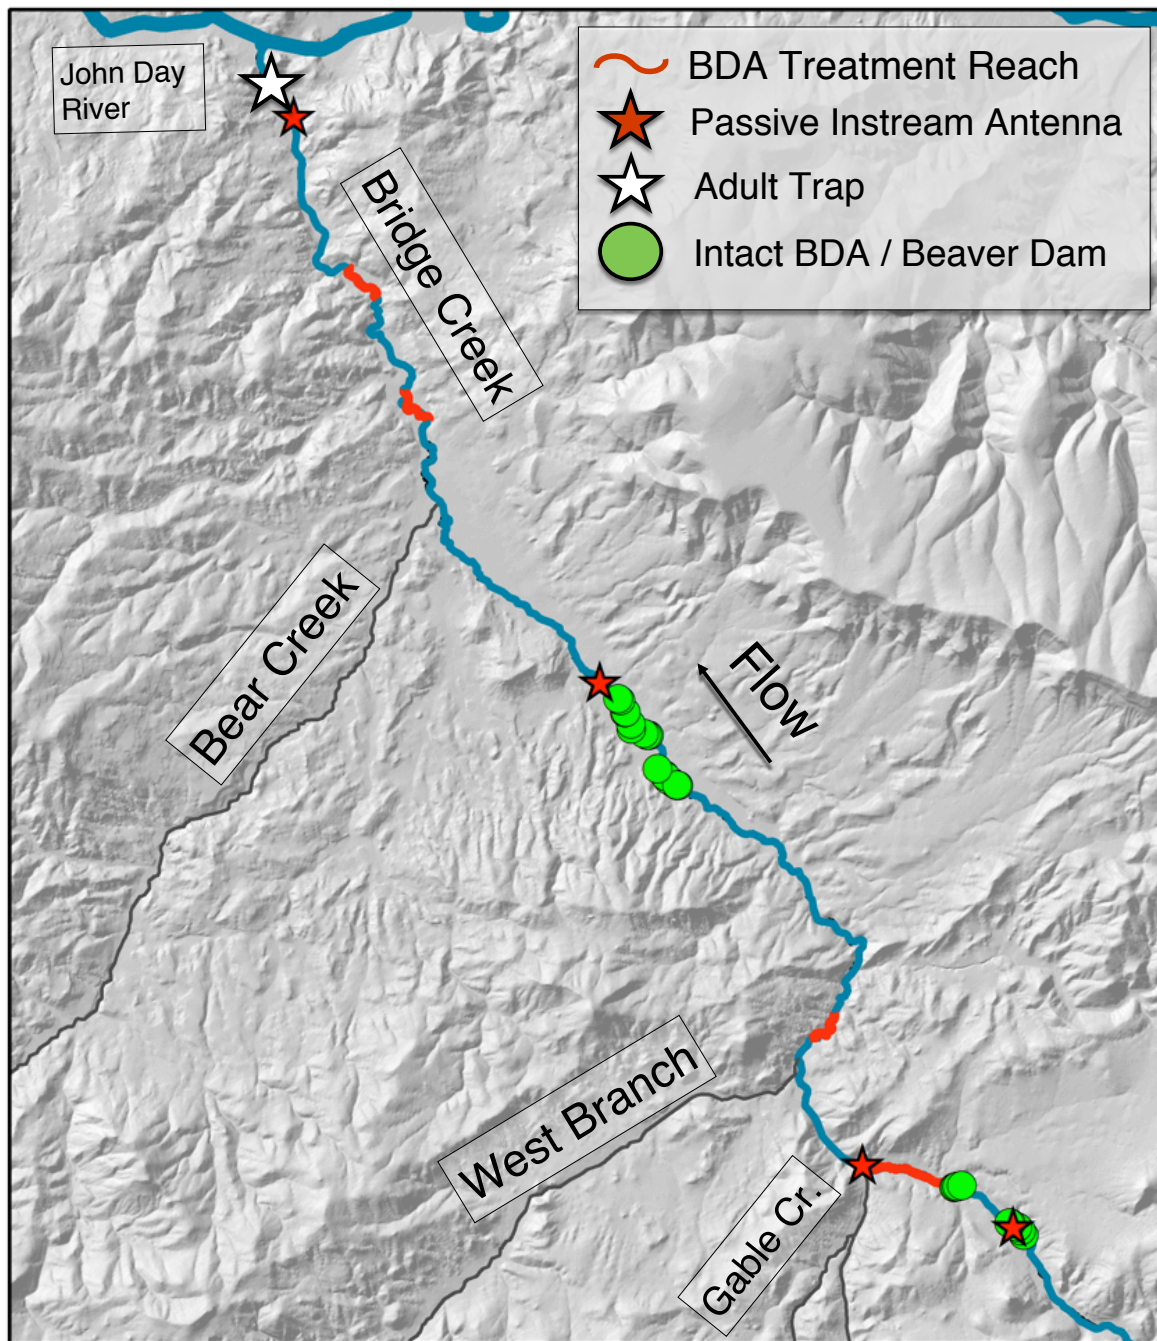 John Day
River
BDA Treatment Reach
Passive Instream Antenna
Adult Trap
Intact BDA / Beaver Dam
Bridge Creek
Bear Creek
Flow
West Branch
Gable Cr.